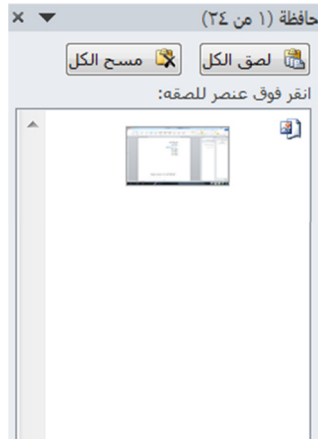 حافظة (١ من ٢٤)
لصق الكل
مسح الكل
انقر فوق عنصر للصقه: